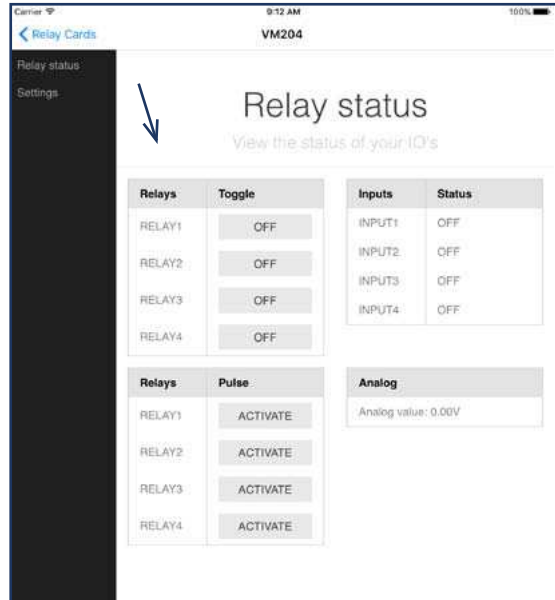 Carrier 9:12 AM 100%
Relay Cards VM204
Relay status
Settings
Relay status
View the status of your IO's
Relays Toggle
RELAY1 OFF
RELAY2 OFF
RELAY3 OFF
RELAY4 OFF
Inputs Status
INPUT1 OFF
INPUT2 OFF
INPUT3 OFF
INPUT4 OFF
Relays Pulse
RELAY1 ACTIVATE
RELAY2 ACTIVATE
RELAY3 ACTIVATE
RELAY4 ACTIVATE
Analog
Analog value: 0.00V